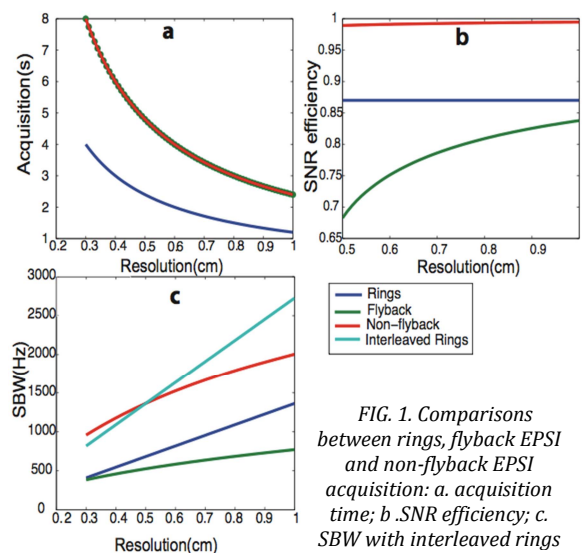 a
Acquisition(s)
8
7
6
5
4
3
2
1
0.2 0.3 0.4 0.5 0.6 0.7 0.8 0.9 1
Resolution(cm)
b
SNR efficiency
1
0.95
0.9
0.85
0.8
0.75
0.7
0.65
0.5 0.6 0.7 0.8 0.9
Resolution(cm)
c
SBW(Hz)
3000
2500
2000
1500
1000
500
0
0.2 0.3 0.4 0.5 0.6 0.7 0.8 0.9 1
Resolution (cm)
Rings
Flyback
Non-flyback
Interleaved Rings
FIG. 1. Comparisons
between rings, flyback EPSI
and non-flyback EPSI
acquisition: a. acquisition
time; b .SNR efficiency; c.
SBW with interleaved rings